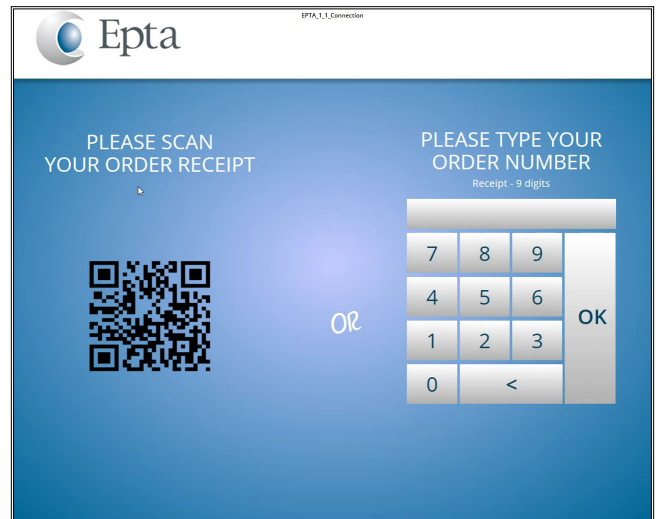 EPTA_1_1_Connection
Epta
PLEASE SCAN
YOUR ORDER RECEIPT
PLEASE TYPE YOUR
ORDER NUMBER
Receipt - 9 digits
7 8 9
4 5 6
OK
1 2 3
0 <
OR